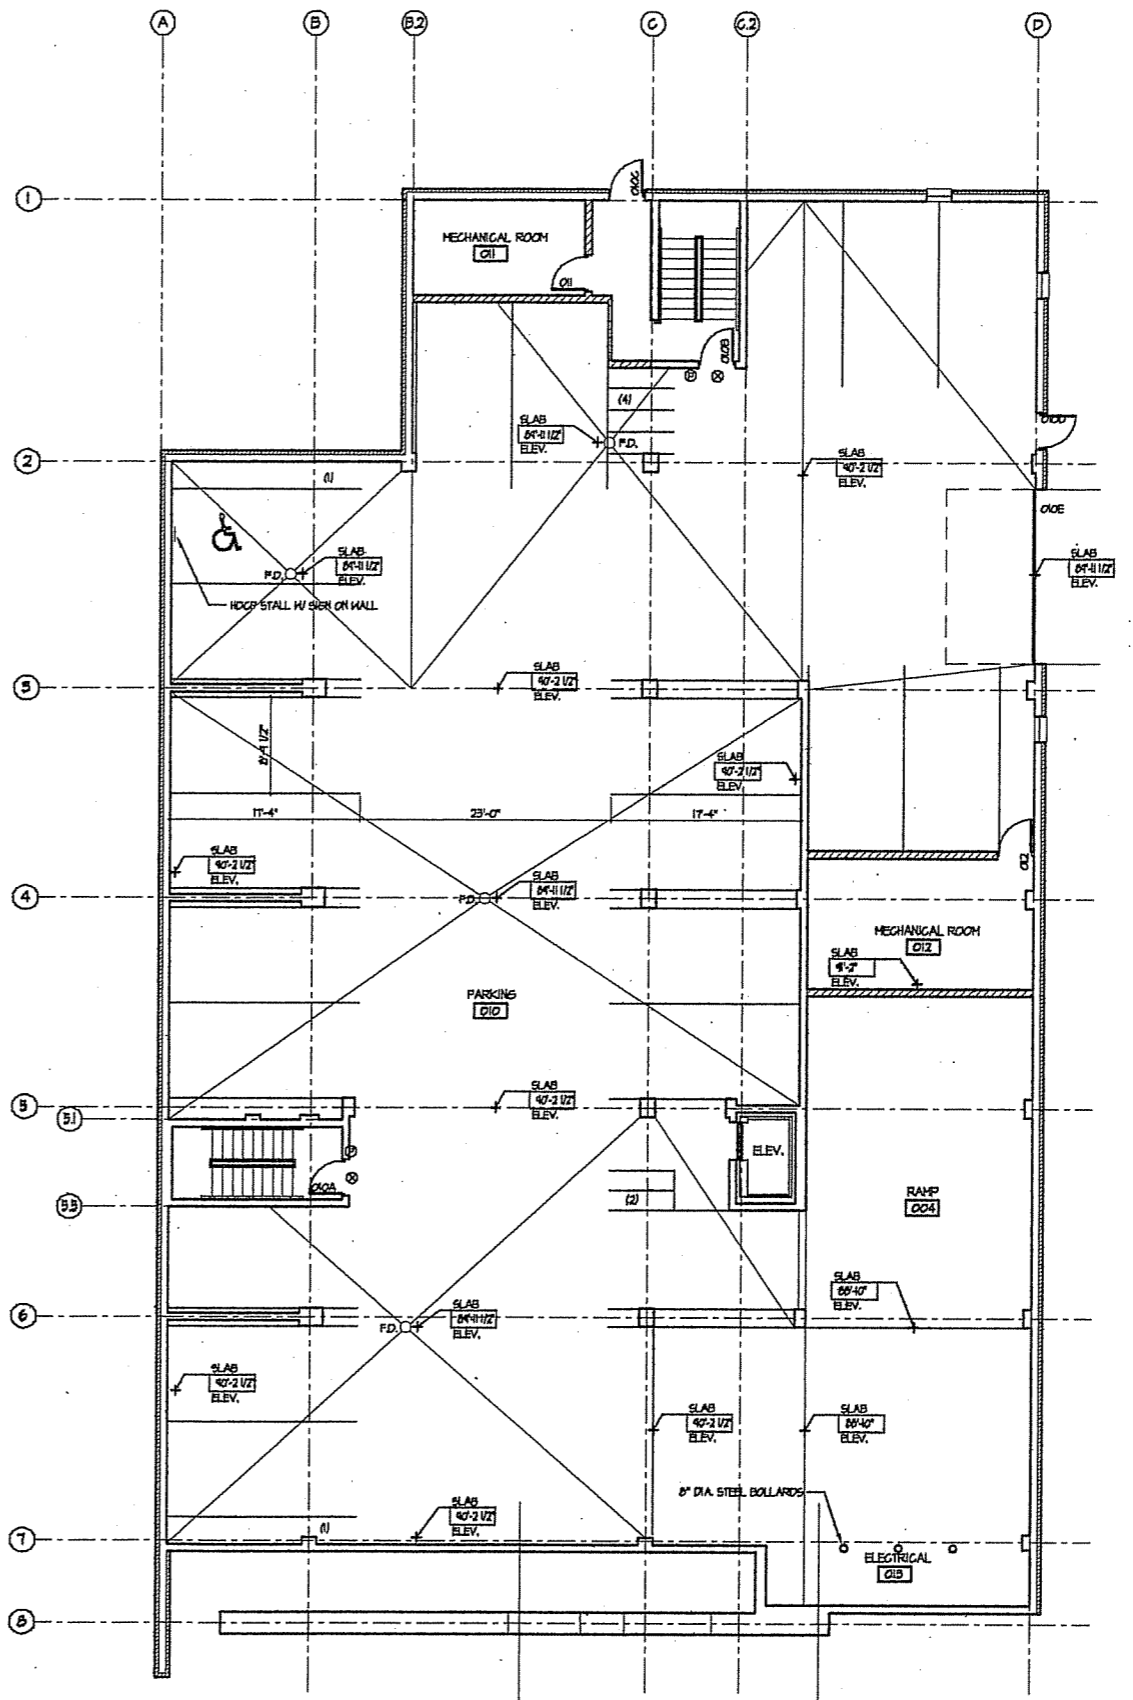 A B B.2 C C.2 D
1
010C
MECHANICAL ROOM
011
011
010B
P
(4)
SLAB
89'-11 1/2"
ELEV.
F.D.
010D
2
SLAB
90'-2 1/2"
ELEV.
(1)
010E
SLAB
89'-11 1/2"
ELEV.
F.D.
SLAB
89'-11 1/2"
ELEV.
HDCP STALL W/ SIGN ON WALL
3
SLAB
90'-2 1/2"
ELEV.
SLAB
90'-2 1/2"
ELEV.
17'-4" 23'-0" 17'-4"
012
SLAB
90'-2 1/2"
ELEV.
4
F.D.
SLAB
89'-11 1/2"
ELEV.
MECHANICAL ROOM
012
SLAB
ELEV.
PARKING
010
5
SLAB
90'-2 1/2"
ELEV.
5.1
P
ELEV.
010A
5.5
(2)
RAMP
004
SLAB
88'-10"
ELEV.
6
F.D.
SLAB
89'-11 1/2"
ELEV.
SLAB
90'-2 1/2"
ELEV.
SLAB
90'-2 1/2"
ELEV.
SLAB
88'-10"
ELEV.
8" DIA. STEEL BOLLARDS
SLAB
90'-2 1/2"
ELEV.
(1)
7
ELECTRICAL
013
8